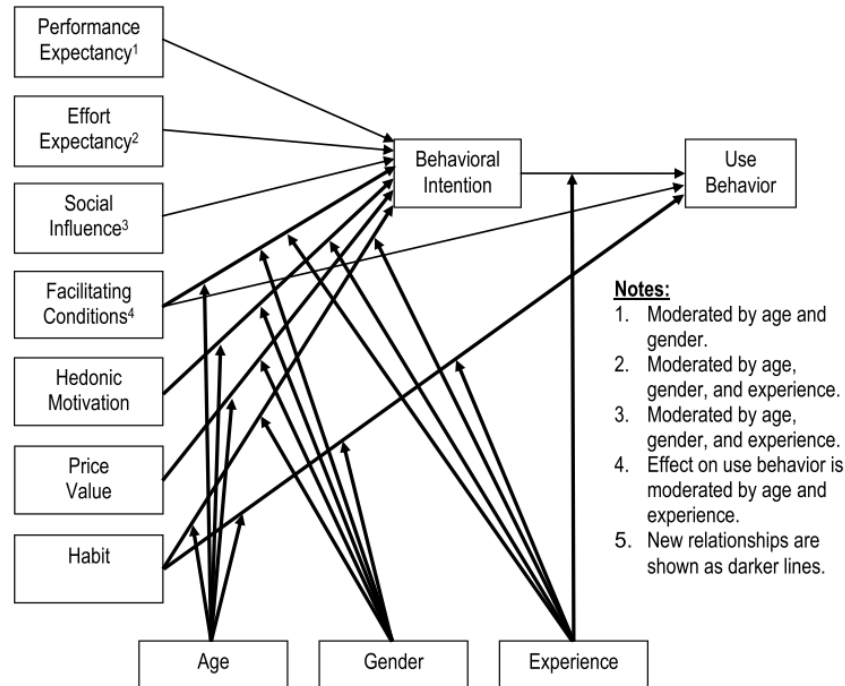 Performance
Expectancy¹
Effort
Expectancy²
Social
Influence³
Facilitating
Conditions⁴
Hedonic
Motivation
Price
Value
Habit
Behavioral
Intention
Use
Behavior
Notes:
1. Moderated by age and
gender.
2. Moderated by age,
gender, and experience.
3. Moderated by age,
gender, and experience.
4. Effect on use behavior is
moderated by age and
experience.
5. New relationships are
shown as darker lines.
Age
Gender
Experience